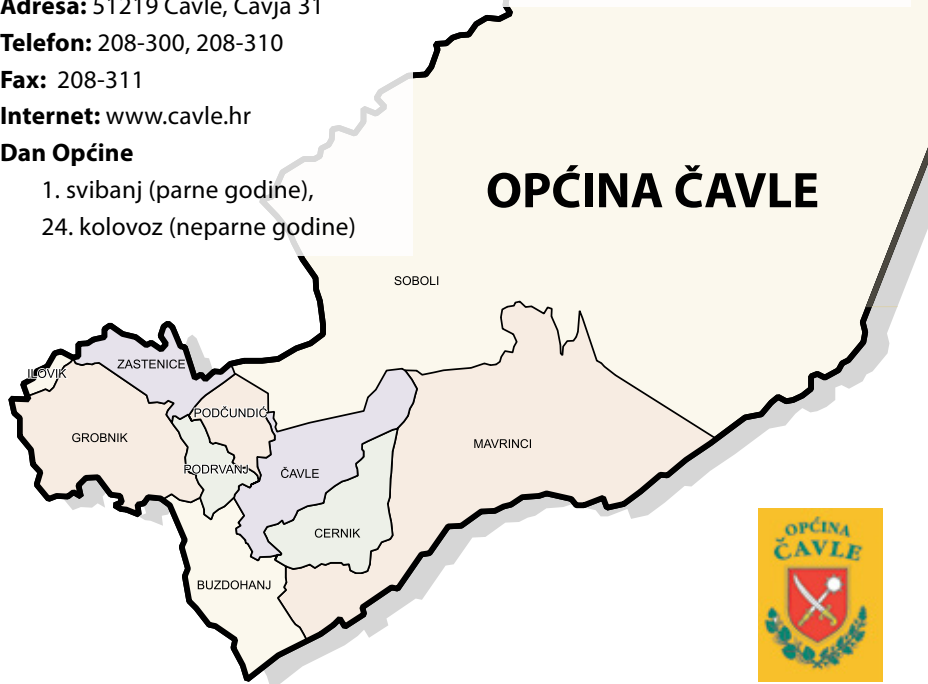 Adresa: 51219 Čavle, Čavja 31
Telefon: 208-300, 208-310
Fax: 208-311
Internet: www.cavle.hr
Dan Općine
1. svibanj (parne godine),
24. kolovoz (neparne godine)
OPĆINA ČAVLE
SOBOLI
ZASTENICE
ILOVIK
PODČUNDIĆ
GROBNIK
MAVRINCI
PODRVANJ
ČAVLE
CERNIK
BUZDOHANJ
OPĆINA
ČAVLE